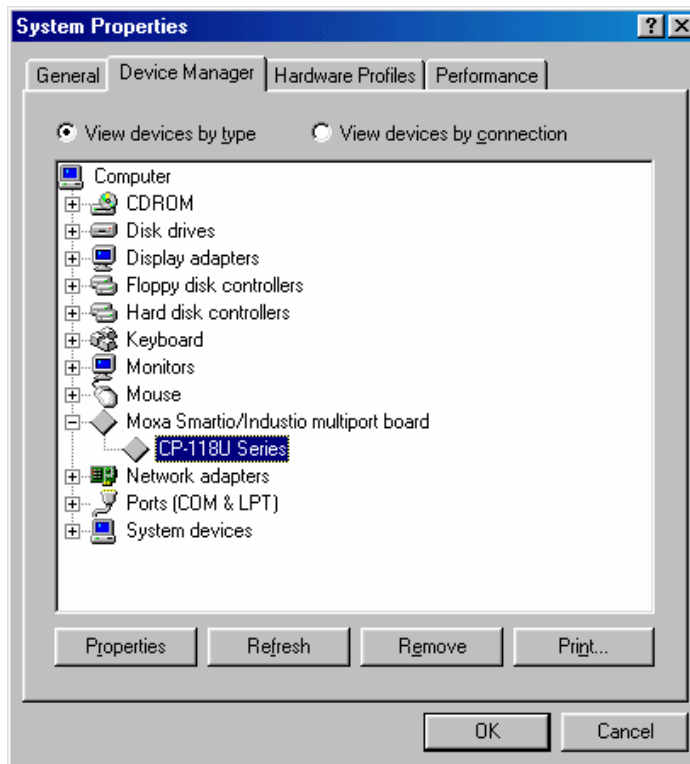 System Properties
General Device Manager Hardware Profiles Performance
View devices by type View devices by connection
Computer
CDROM
Disk drives
Display adapters
Floppy disk controllers
Hard disk controllers
Keyboard
Monitors
Mouse
Moxa Smartio/Industio multiport board
CP-118U Series
Network adapters
Ports (COM & LPT)
System devices
Properties Refresh Remove Print...
OK Cancel